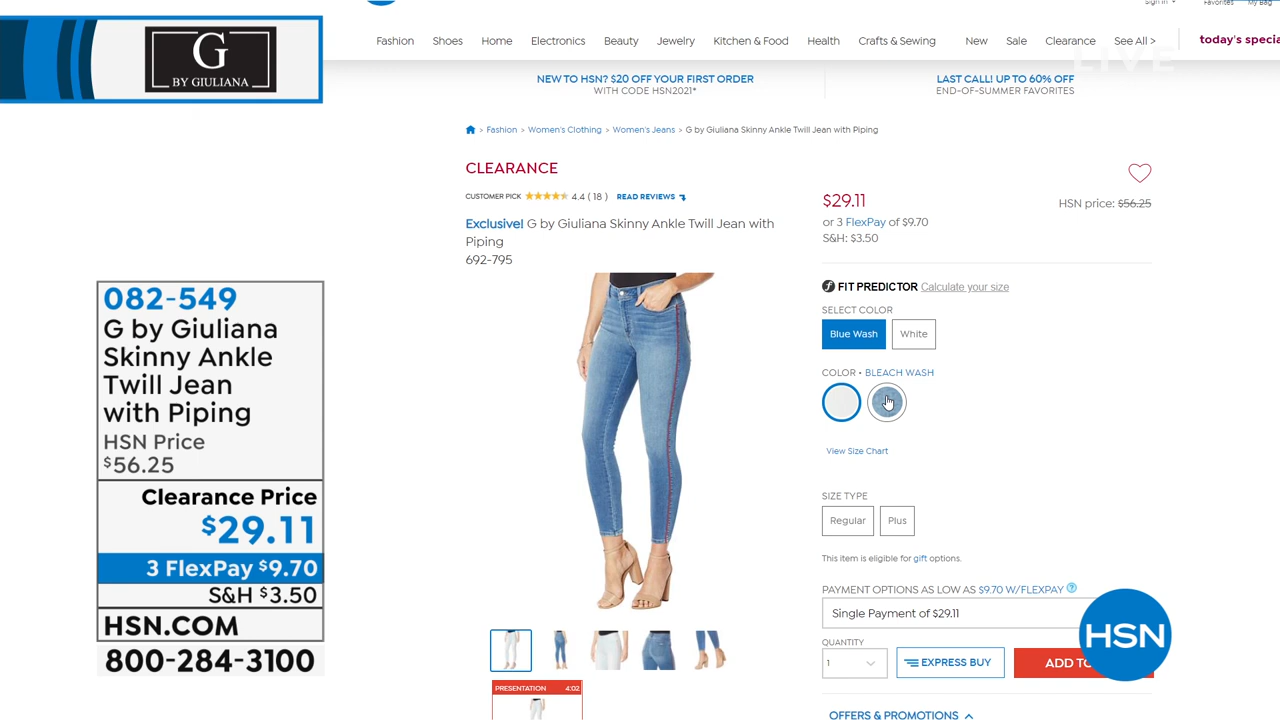 Sign In
Favorites
My Bag
G
BY GIULIANA
Fashion Shoes Home Electronics Beauty Jewelry Kitchen & Food Health Crafts & Sewing New Sale Clearance See All >
LIVE
NEW TO HSN? $20 OFF YOUR FIRST ORDER
WITH CODE HSN2021*
LAST CALL! UP TO 60% OFF
END-OF-SUMMER FAVORITES
> Fashion > Women's Clothing > Women's Jeans > G by Giuliana Skinny Ankle Twill Jean with Piping
CLEARANCE
CUSTOMER PICK 4.4 ( 18 ) READ REVIEWS
Exclusive! G by Giuliana Skinny Ankle Twill Jean with
Piping
692-795
$29.11
HSN price: $56.25
or 3 FlexPay of $9.70
S&H: $3.50
FIT PREDICTOR Calculate your size
SELECT COLOR
Blue Wash White
COLOR • BLEACH WASH
View Size Chart
SIZE TYPE
Regular Plus
This item is eligible for gift options.
PAYMENT OPTIONS AS LOW AS $9.70 W/FLEXPAY ?
Single Payment of $29.11
QUANTITY
1
EXPRESS BUY
ADD TO
HSN
OFFERS & PROMOTIONS
PRESENTATION 4:02
082-549
G by Giuliana
Skinny Ankle
Twill Jean
with Piping
HSN Price
$56.25
Clearance Price
$29.11
3 FlexPay $9.70
S&H $3.50
HSN.COM
800-284-3100